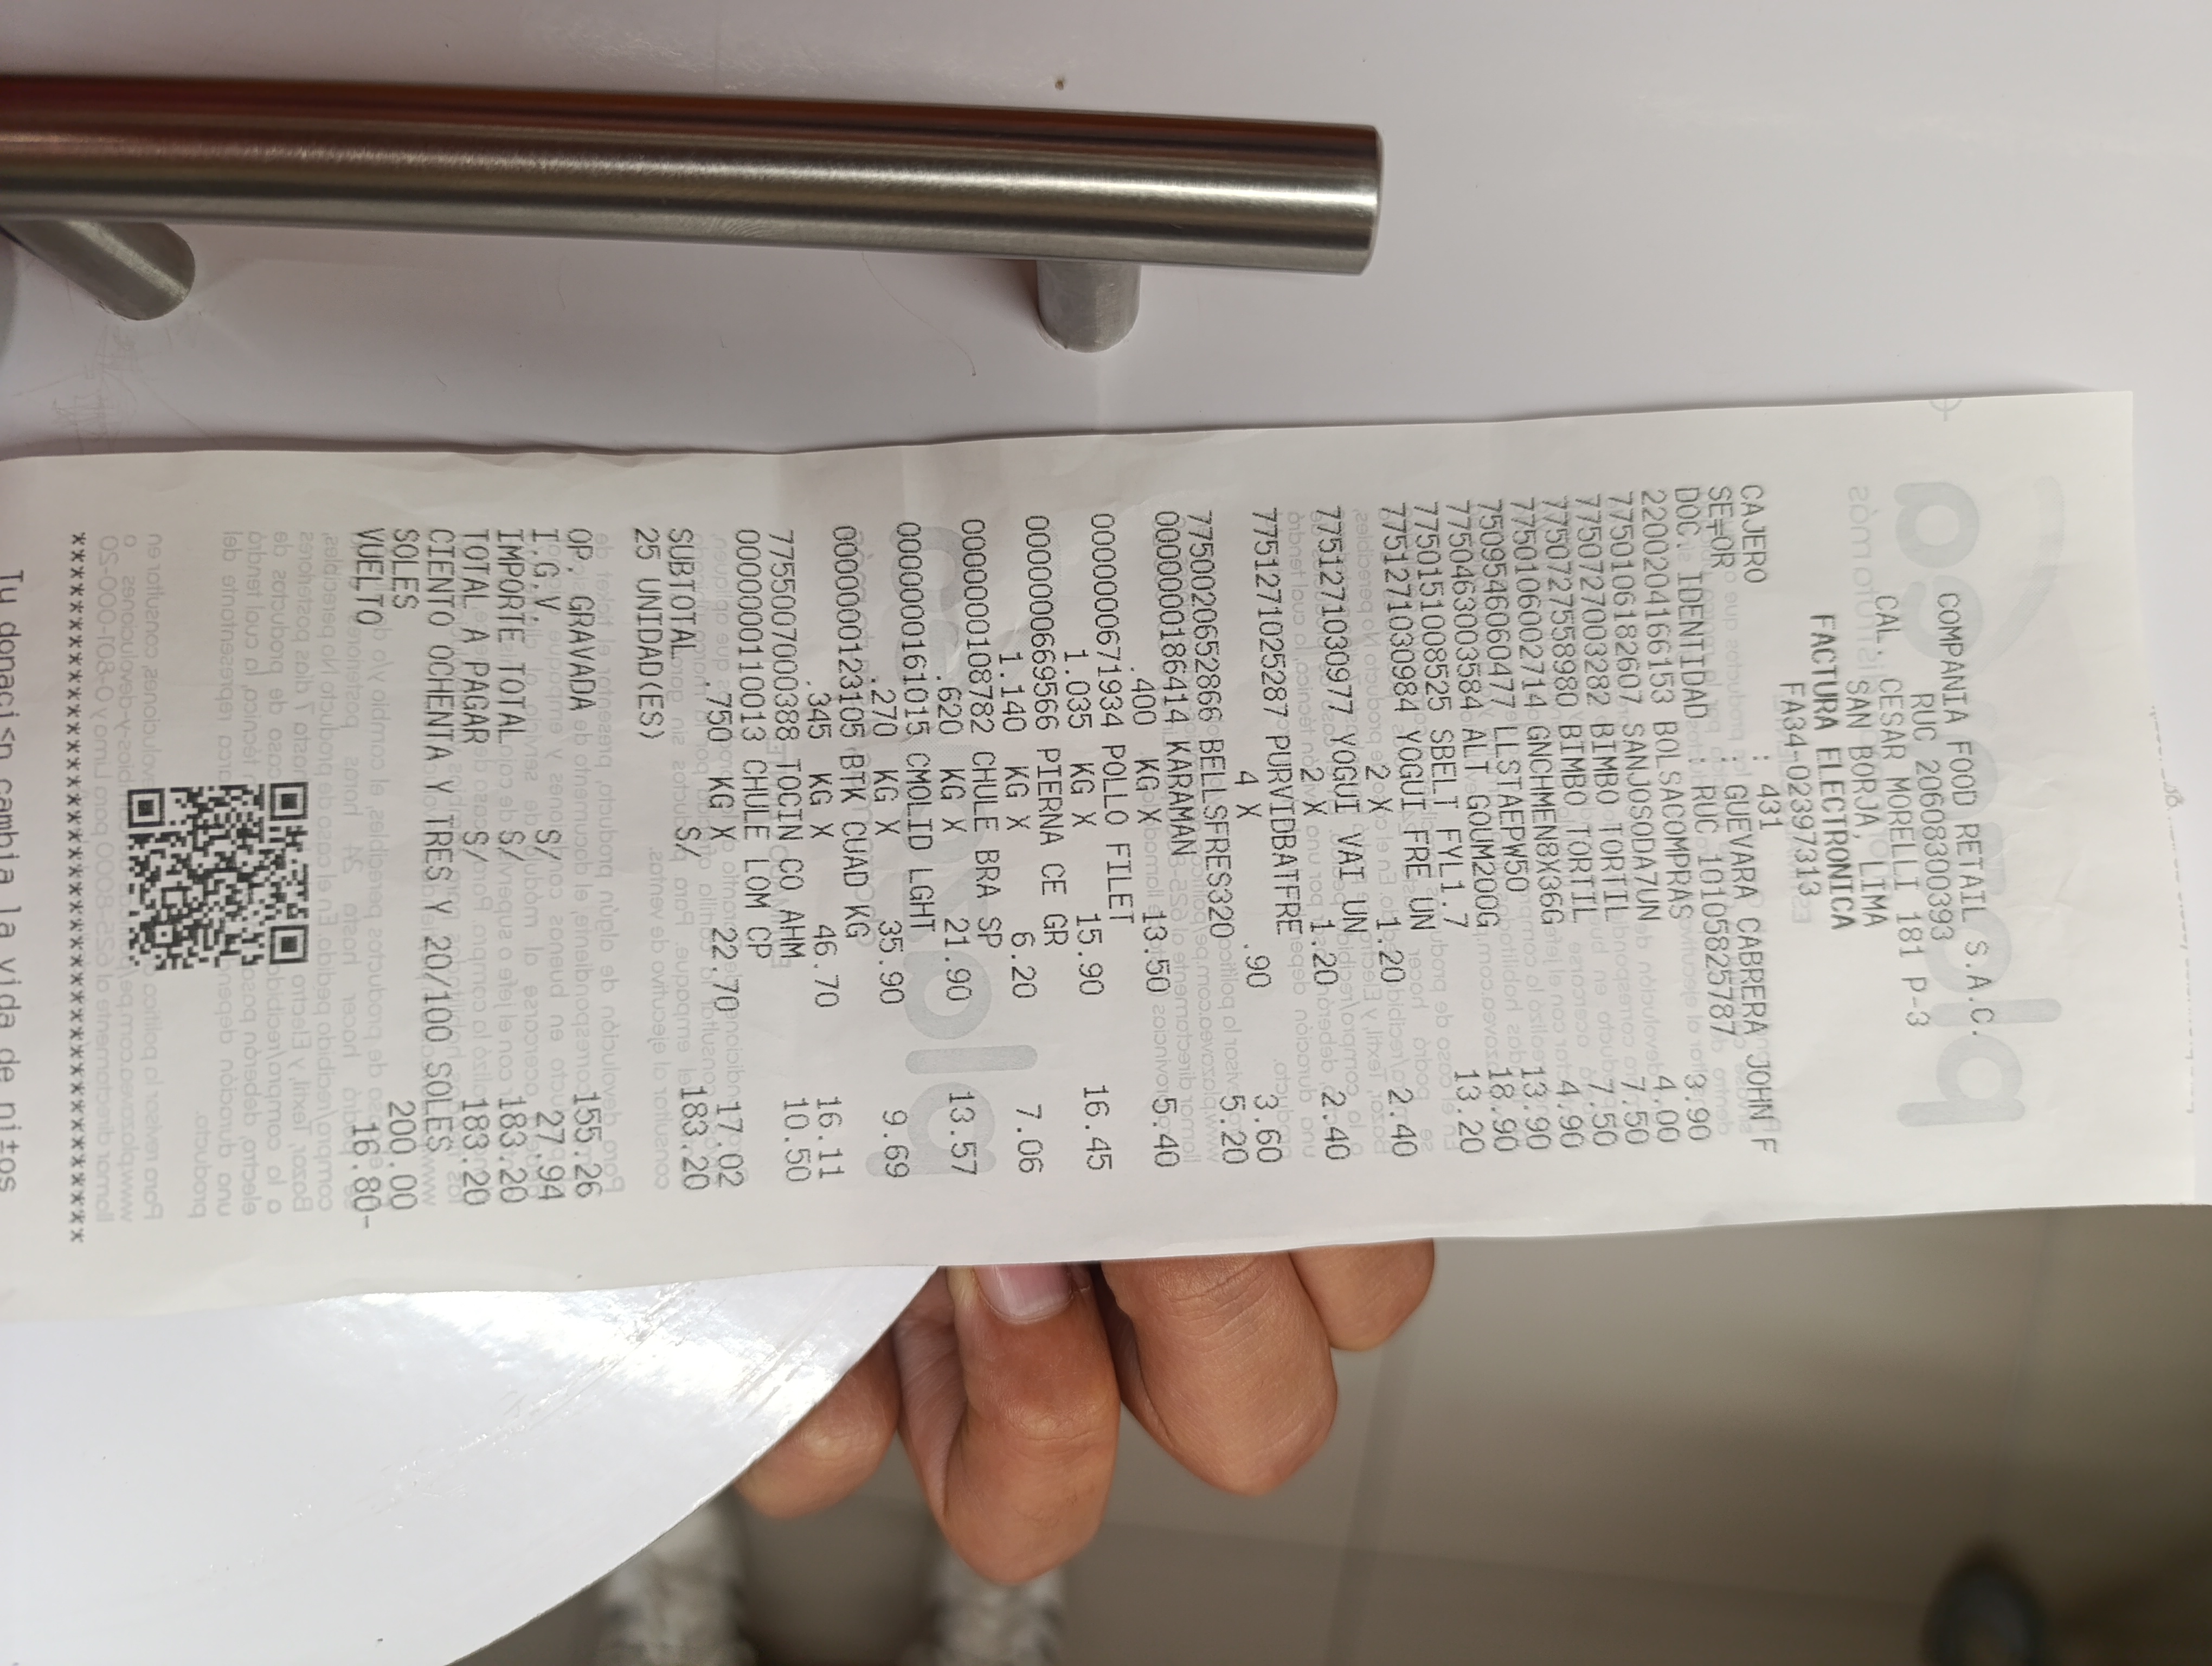 COMPANIA FOOD RETAIL S.A.C.
RUC 20608300393
CAL. CESAR MORELLI 181 P-3
SAN BORJA, LIMA
FACTURA ELECTRONICA
FA34-02397313
CAJERO : 431
SE=OR : GUEVARA CABRERA JOHN F
DOC. IDENTIDAD : RUC 10105825787
2200204166153 BOLSACOMPRAS 3.90
7750106182607 SANJOSODA7UN 4.00
7750727003282 BIMBO TORTIL 7.50
7750727558980 BIMBO TORTIL 7.50
7750106002714 GNCHMEN8X36G 4.90
7509546060477 LLSTAEPW50 13.90
7750463003584 ALT GOUM200G 18.90
7750151008525 SBELT FYL1.7 13.20
7751271030984 YOGUI FRE UN
2 X 1.20 2.40
7751271030977 YOGUI VAI UN
2 X 1.20 2.40
7751271025287 PURVIDBATFRE
4 X .90 3.60
7750020652866 BELLSFRES320 5.20
0000000186414 KARAMAN
.400 KG X 13.50 5.40
0000000671934 POLLO FILET
1.035 KG X 15.90 16.45
0000000669566 PIERNA CE GR
1.140 KG X 6.20 7.06
0000000108782 CHULE BRA SP
.620 KG X 21.90 13.57
0000000161015 CMOLID LGHT
.270 KG X 35.90 9.69
0000000123105 BTK CUAD KG
.345 KG X 46.70 16.11
7755007000388 TOCIN CO AHM 10.50
0000000110013 CHULE LOM CP
.750 KG X 22.70 17.02
SUBTOTAL S/ 183.20
25 UNIDAD(ES)
OP. GRAVADA 155.26
I.G.V. S/ 27.94
IMPORTE TOTAL S/ 183.20
TOTAL A PAGAR S/ 183.20
CIENTO OCHENTA Y TRES Y 20/100 SOLES
SOLES 200.00
VUELTO 16.80-
****************************************
Tu donaci<n cambia la vida de ni±os